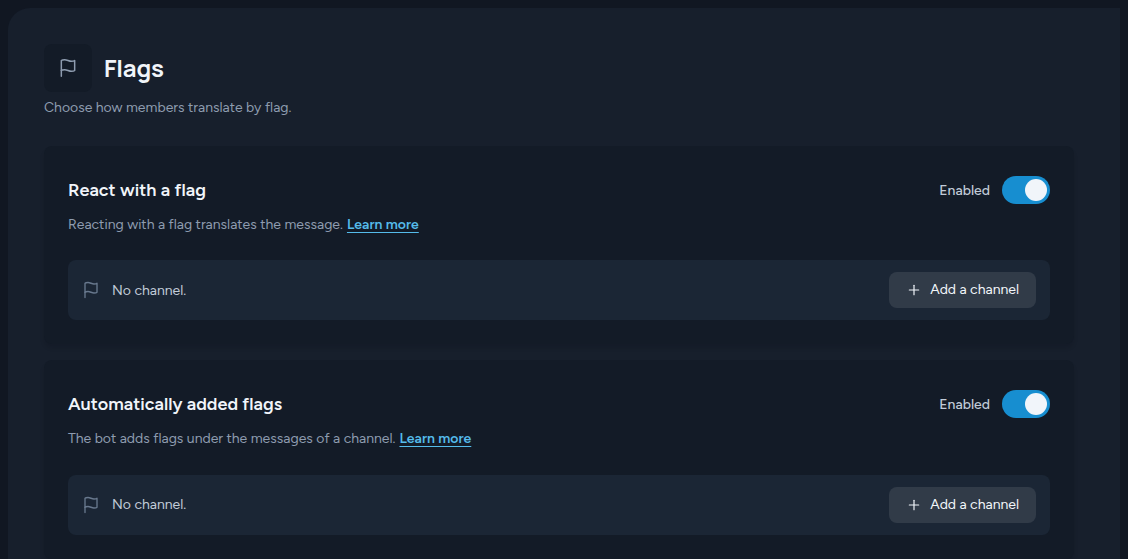 Flags
Choose how members translate by flag.
React with a flag
Enabled
Reacting with a flag translates the message. Learn more
No channel.
+ Add a channel
Automatically added flags
Enabled
The bot adds flags under the messages of a channel. Learn more
No channel.
+ Add a channel